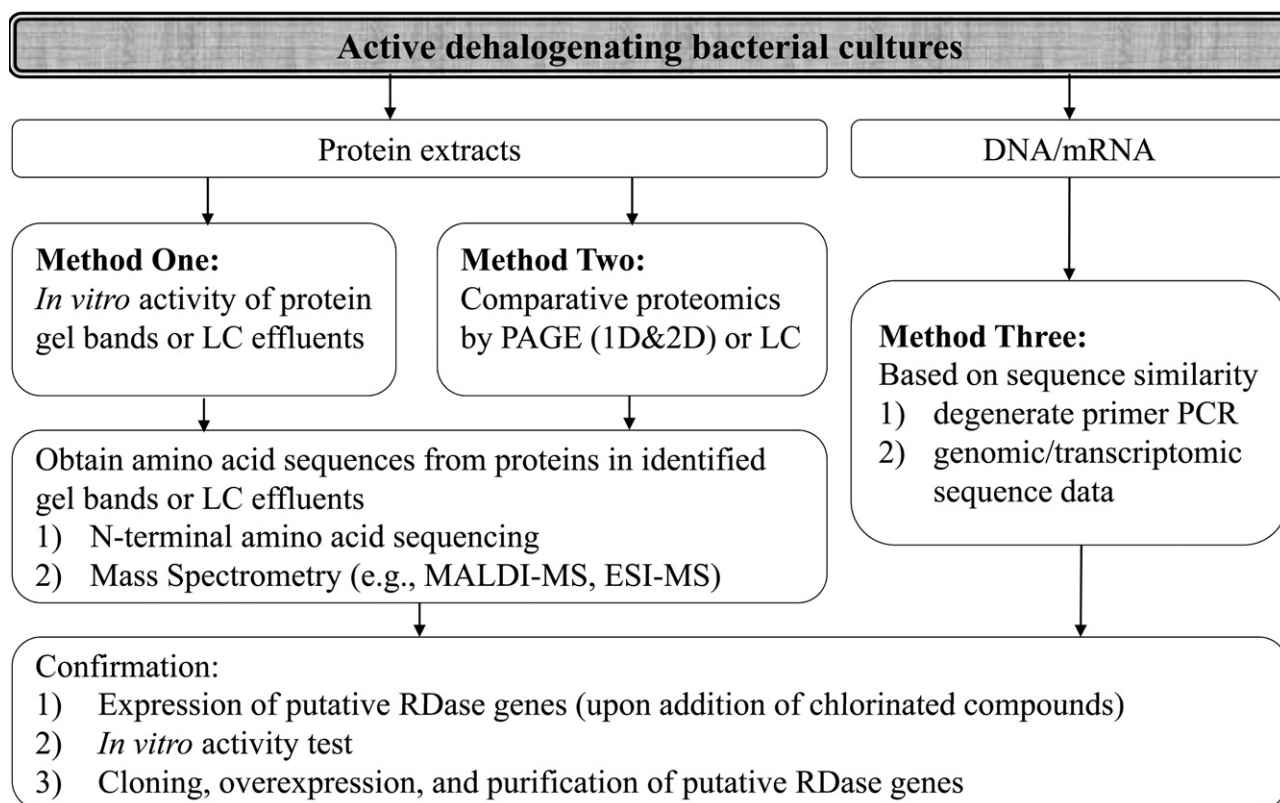 Active dehalogenating bacterial cultures
Protein extracts
DNA/mRNA
Method One:
In vitro activity of protein
gel bands or LC effluents
Method Two:
Comparative proteomics
by PAGE (1D&2D) or LC
Method Three:
Based on sequence similarity
1) degenerate primer PCR
2) genomic/transcriptomic
sequence data
Obtain amino acid sequences from proteins in identified
gel bands or LC effluents
1) N-terminal amino acid sequencing
2) Mass Spectrometry (e.g., MALDI-MS, ESI-MS)
Confirmation:
1) Expression of putative RDase genes (upon addition of chlorinated compounds)
2) In vitro activity test
3) Cloning, overexpression, and purification of putative RDase genes